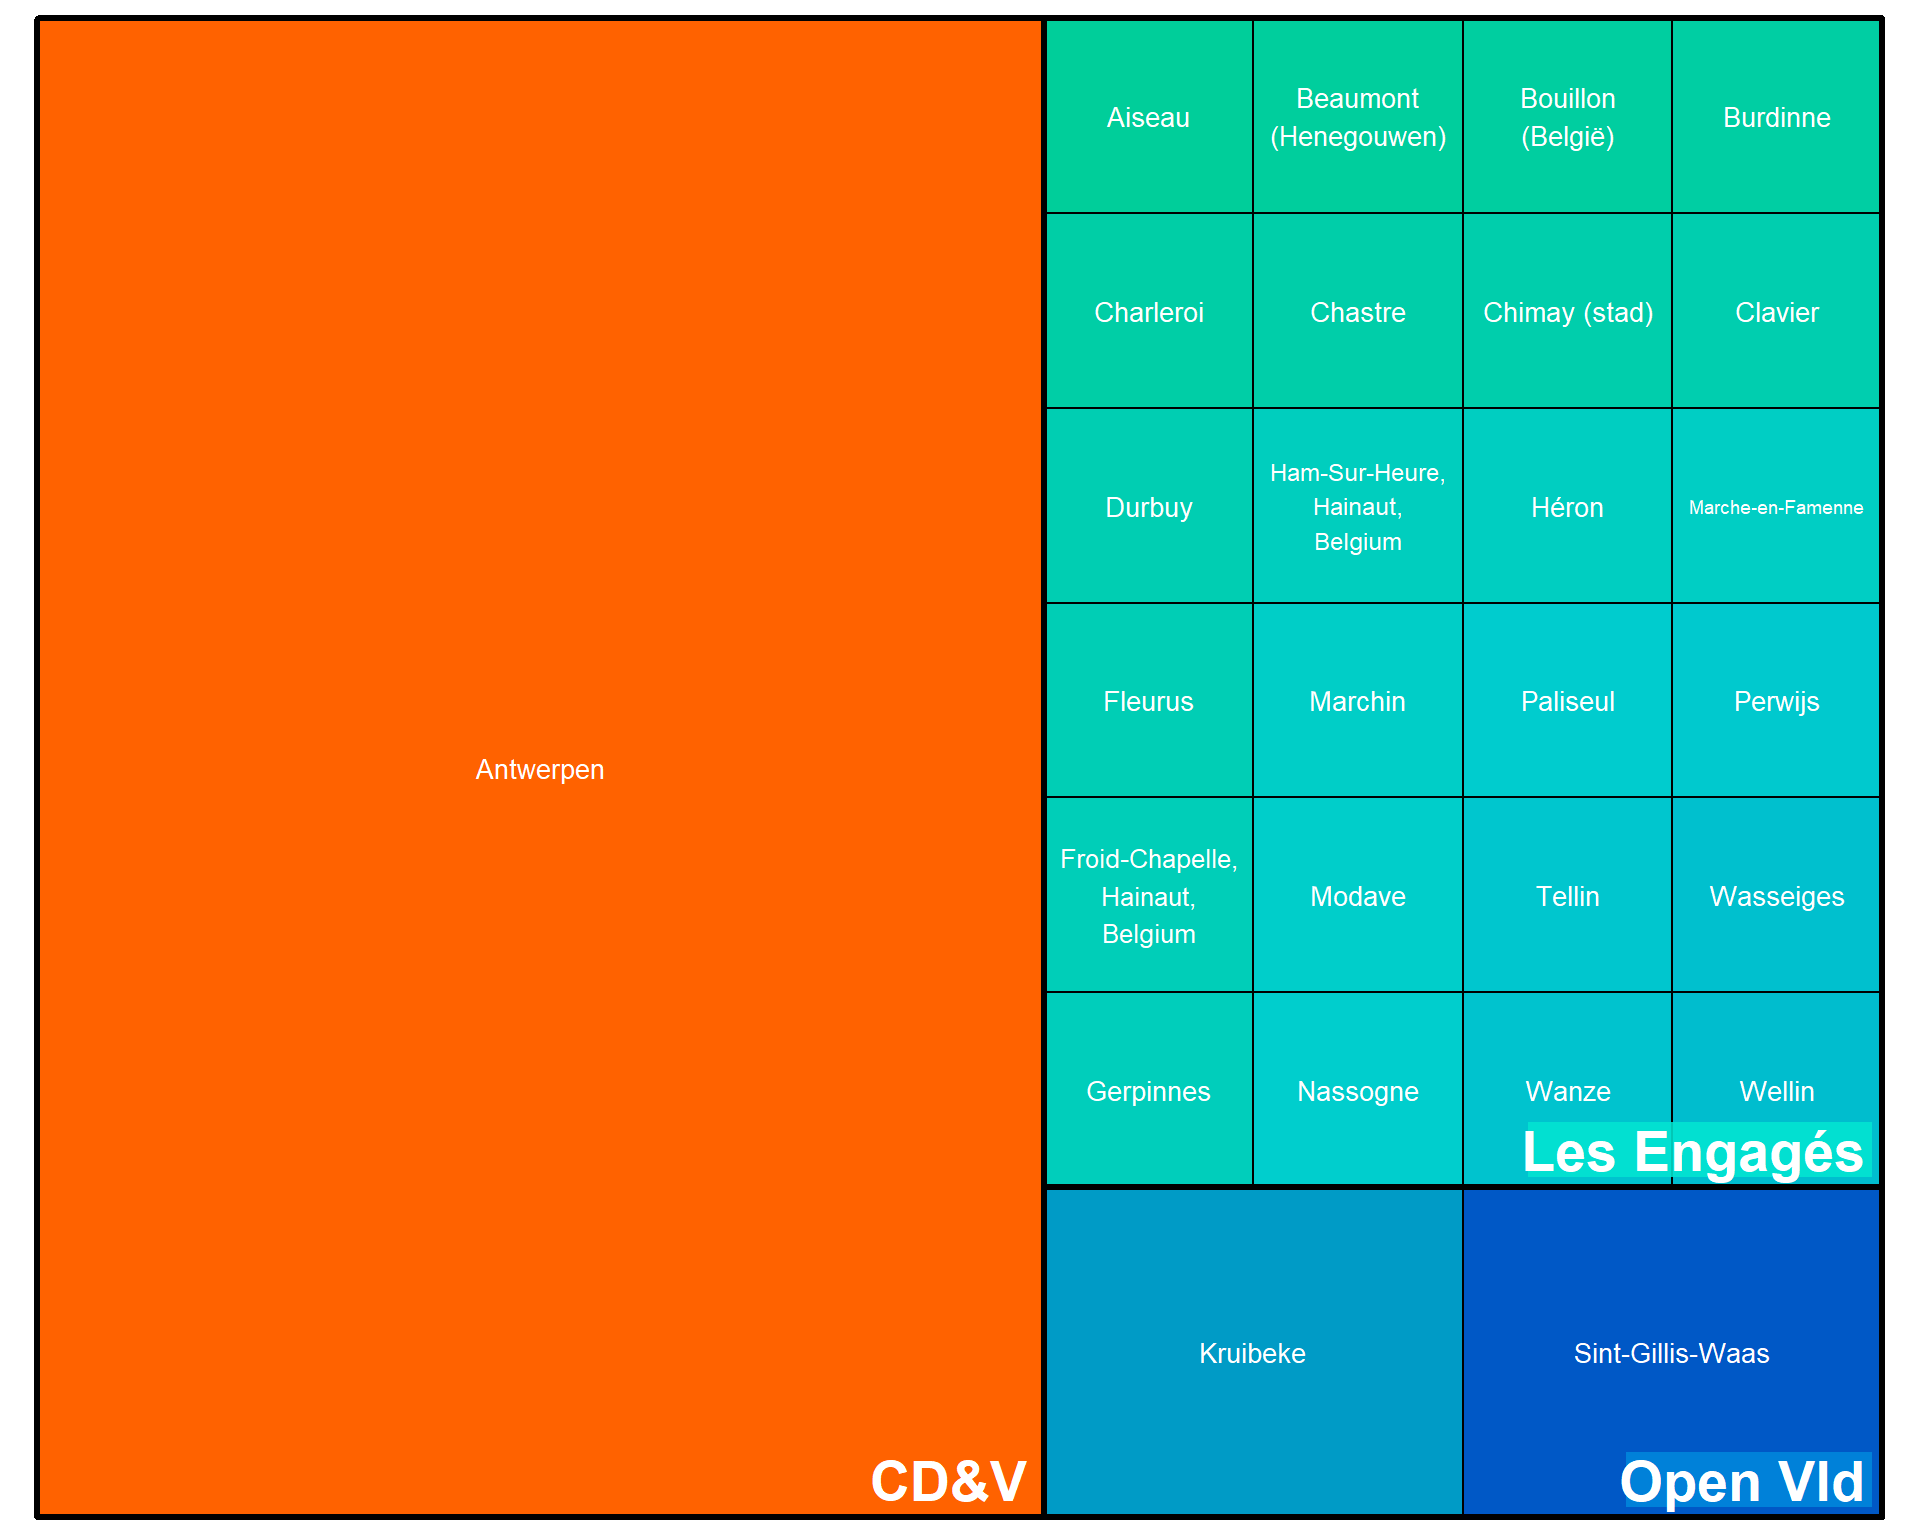 Antwerpen
CD&V
Aiseau
Beaumont
(Henegouwen)
Bouillon
(België)
Burdinne
Charleroi
Chastre
Chimay (stad)
Clavier
Durbuy
Ham-Sur-Heure,
Hainaut,
Belgium
Héron
Marche-en-Famenne
Fleurus
Marchin
Paliseul
Perwijs
Froid-Chapelle,
Hainaut,
Belgium
Modave
Tellin
Wasseiges
Gerpinnes
Nassogne
Wanze
Wellin
Les Engagés
Kruibeke
Sint-Gillis-Waas
Open Vld